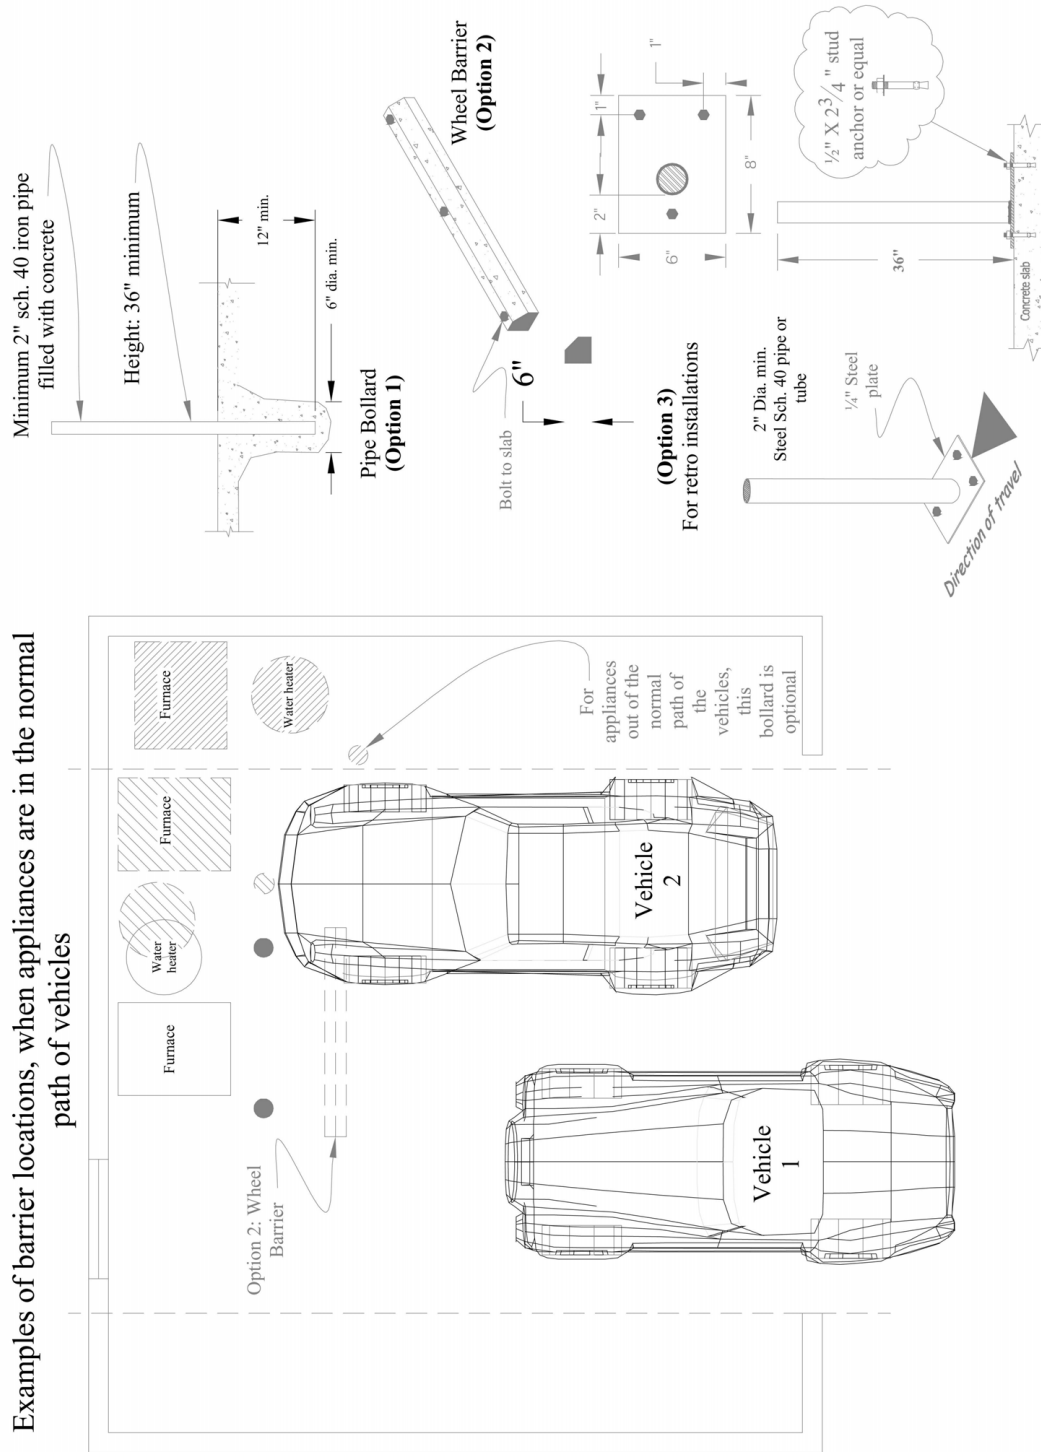 Examples of barrier locations, when appliances are in the normal
path of vehicles
Furnace
Water
heater
Furnace
Furnace
Water heater
Option 2: Wheel
Barrier
Vehicle
1
Vehicle
2
For
appliances
out of the
normal
path of
the
vehicles,
this
bollard is
optional
Minimum 2" sch. 40 iron pipe
filled with concrete
Height: 36" minimum
12" min.
6" dia. min.
Pipe Bollard
(Option 1)
Bolt to slab
6"
Wheel Barrier
(Option 2)
(Option 3)
For retro installations
2"
1"
1"
6"
8"
2" Dia. min.
Steel Sch. 40 pipe or
tube
¼" Steel
plate
Direction of travel
36"
Concrete slab
½" X 2¾" stud
anchor or equal